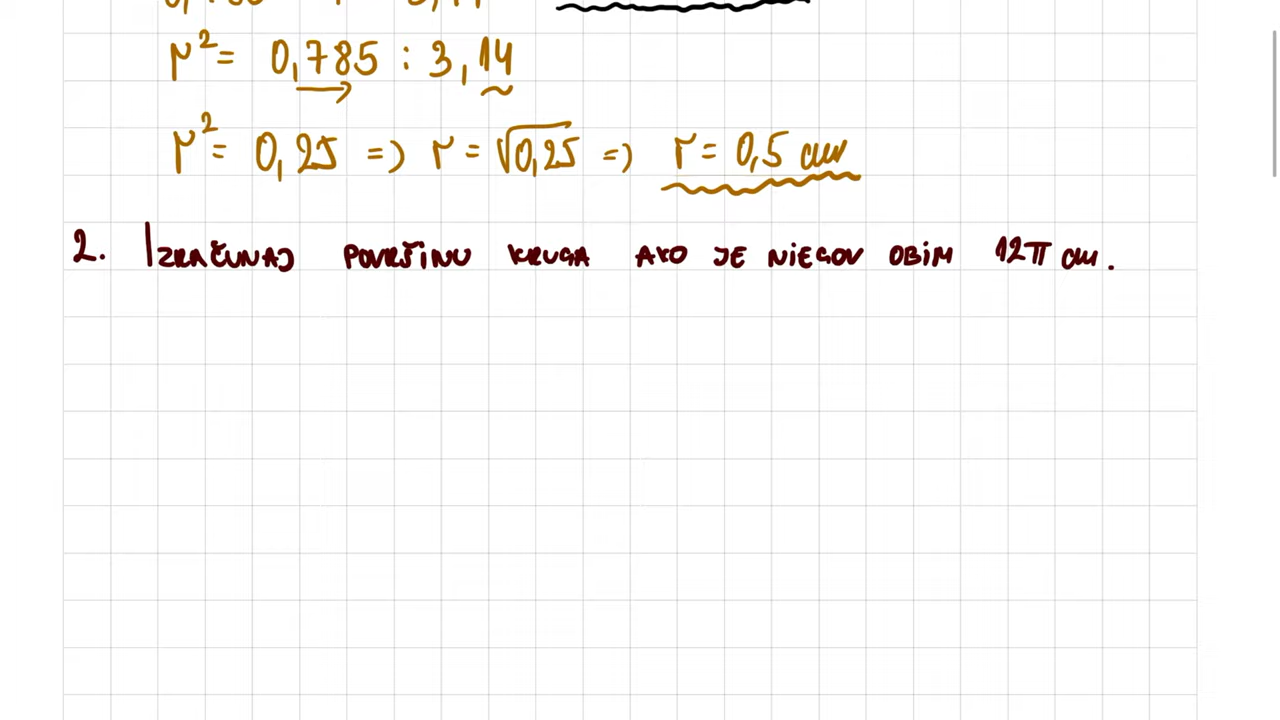 r² = 0,785 : 3,14
r² = 0,25 => r = √0,25 => r = 0,5 cm
2. IZRAČUNAJ POVRŠINU KRUGA AKO JE NJEGOV OBIM 12π cm.